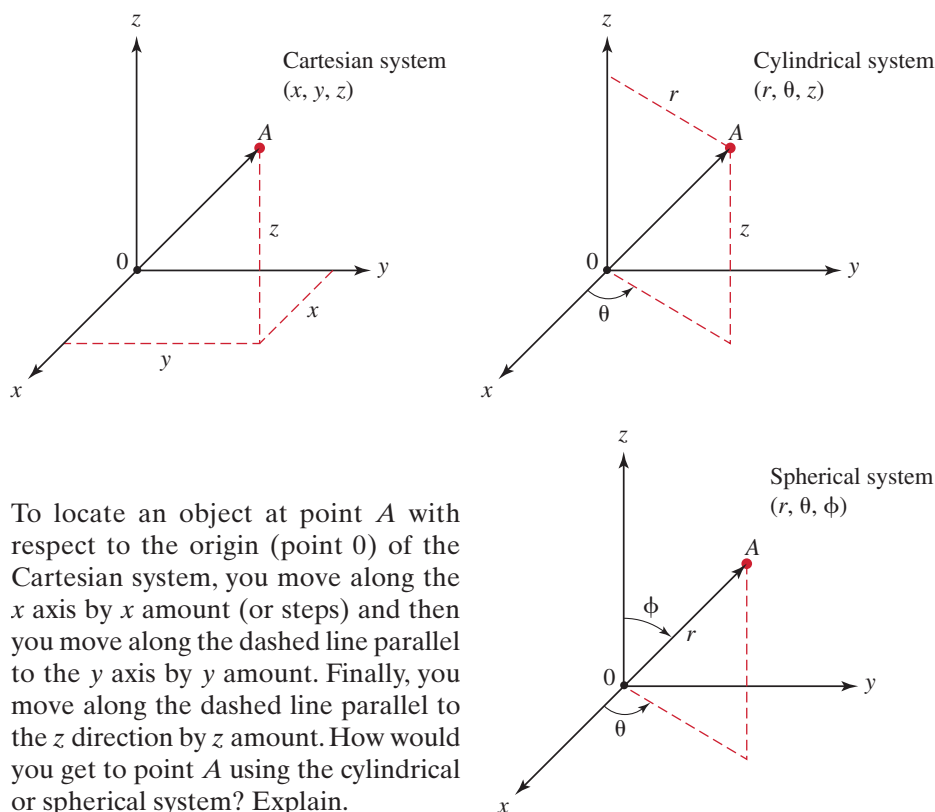 z
Cartesian system
(x, y, z)
A
z
0
y
x
y
x
z
Cylindrical system
(r, θ, z)
r
A
z
0
y
θ
x
z
Spherical system
(r, θ, ϕ)
A
ϕ
r
0
y
θ
x
To locate an object at point A with
respect to the origin (point 0) of the
Cartesian system, you move along the
x axis by x amount (or steps) and then
you move along the dashed line parallel
to the y axis by y amount. Finally, you
move along the dashed line parallel to
the z direction by z amount. How would
you get to point A using the cylindrical
or spherical system? Explain.